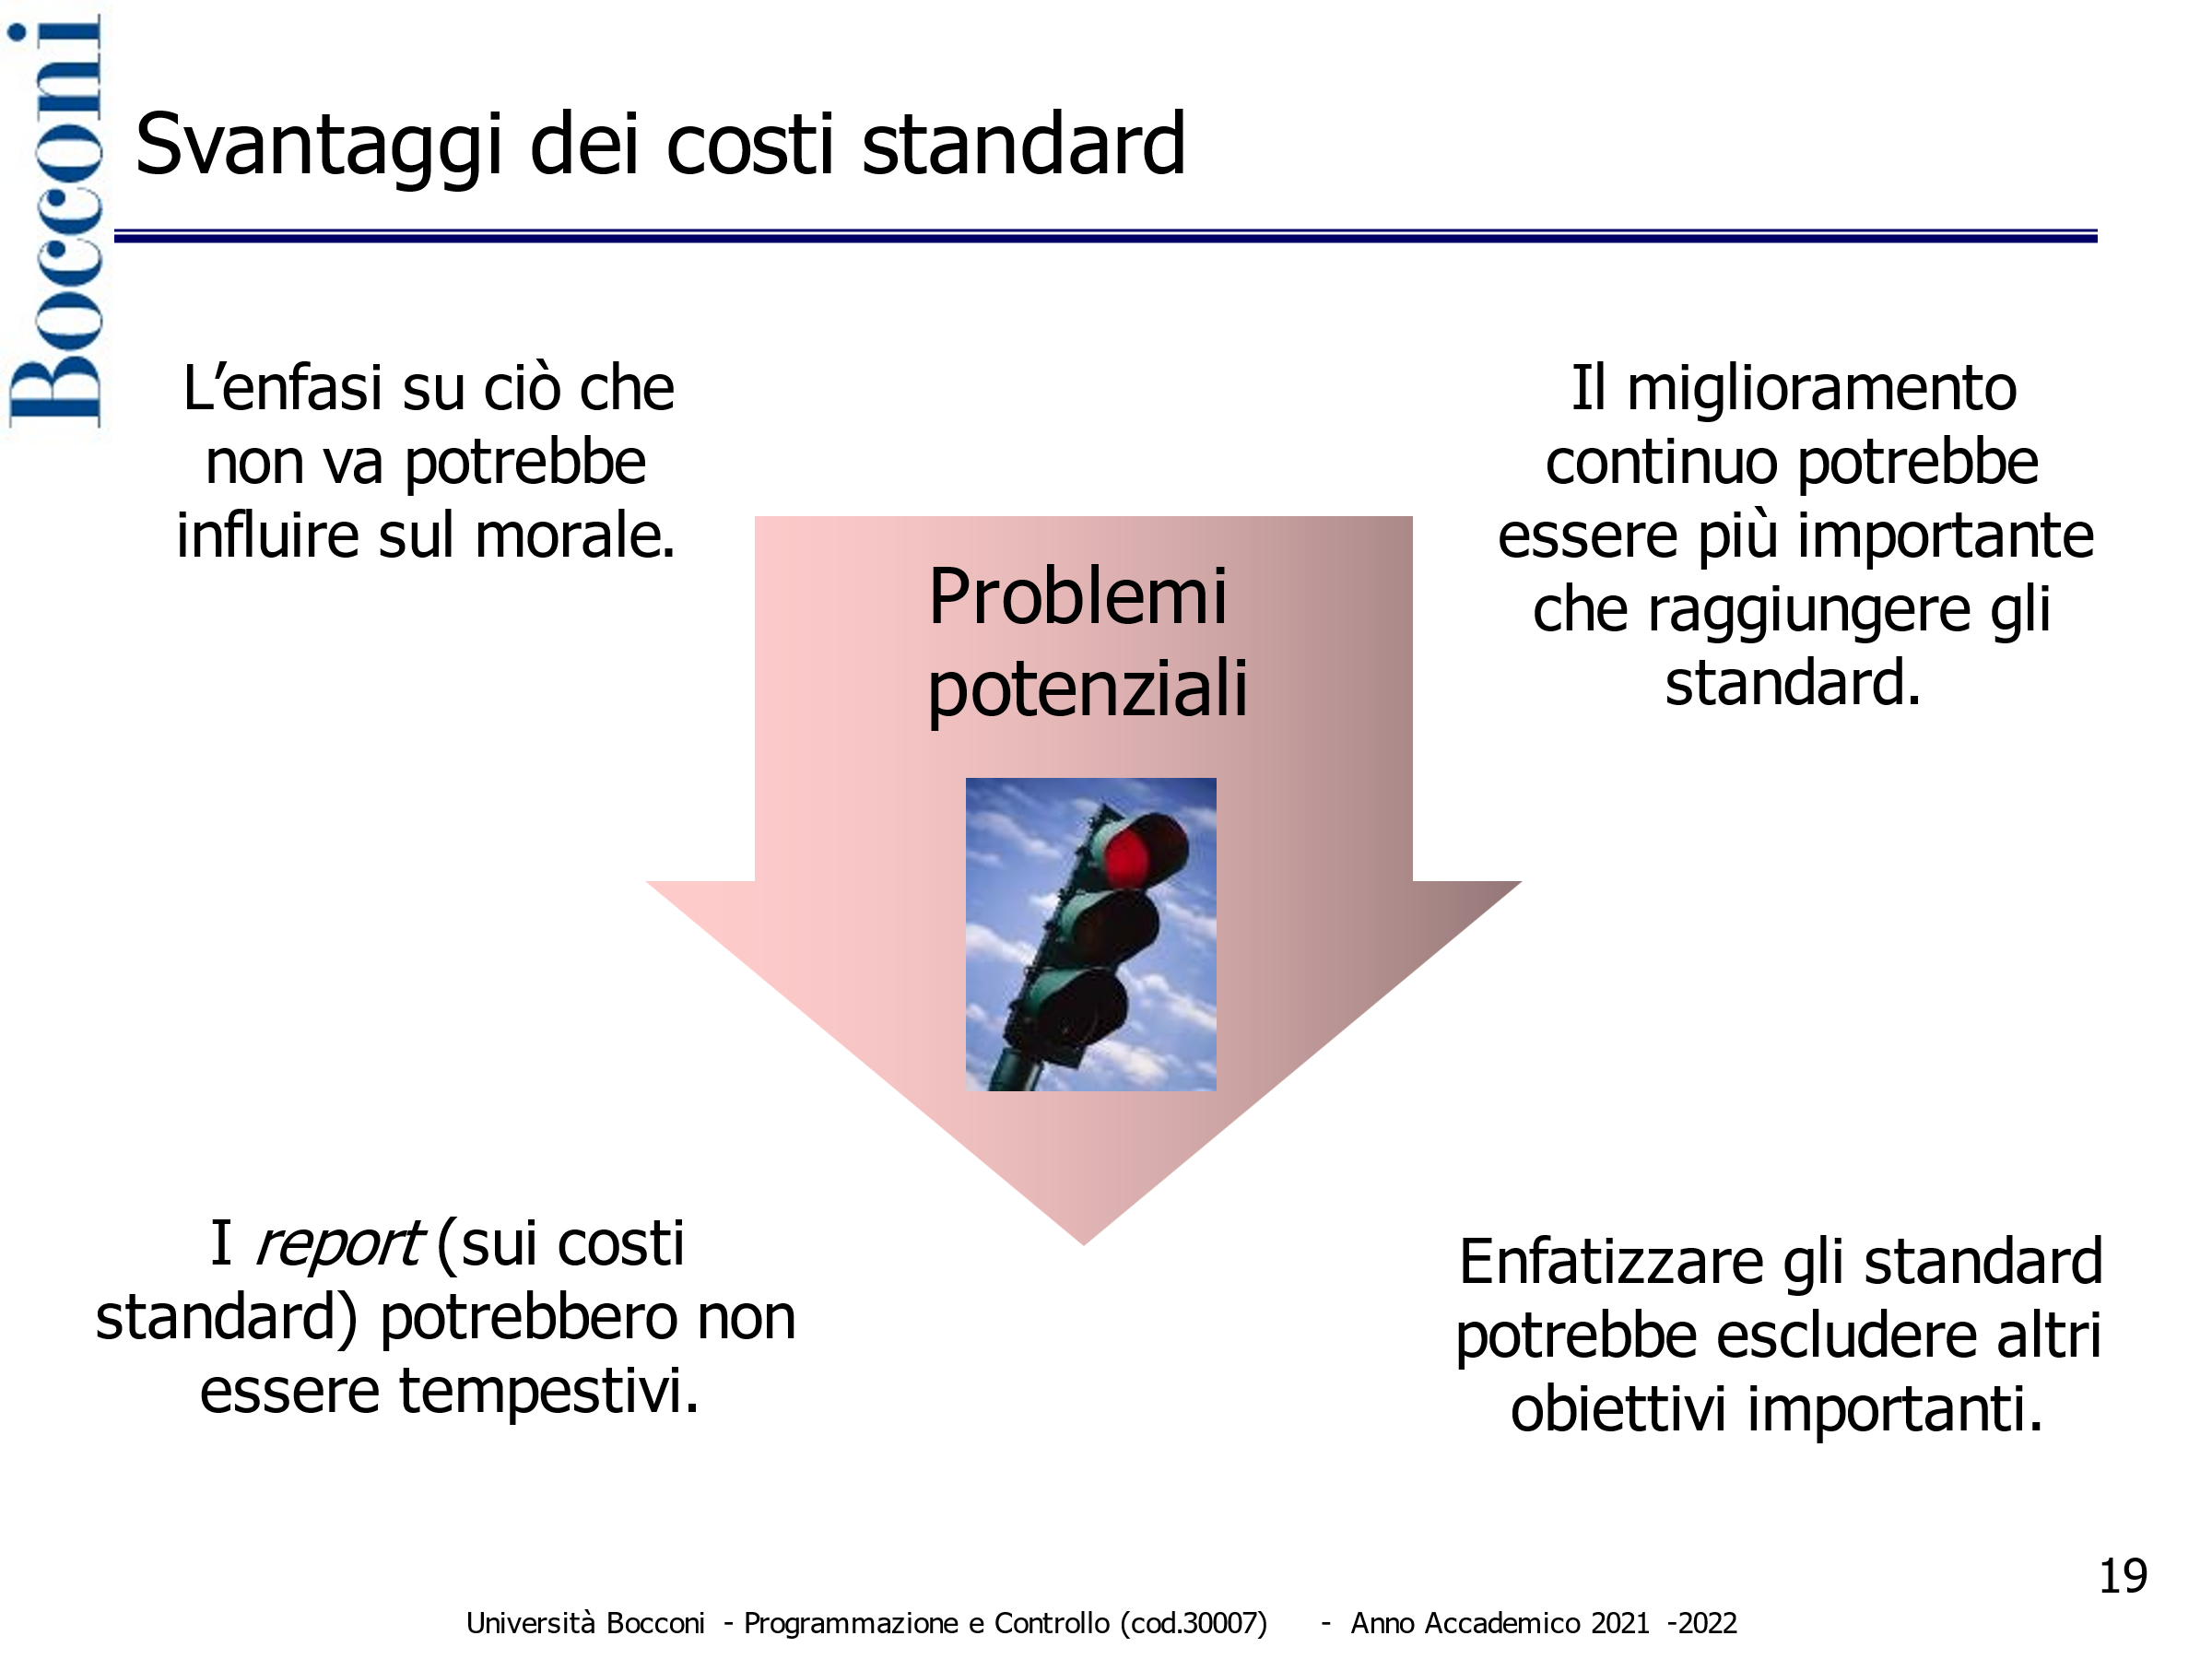 Bocconi
Svantaggi dei costi standard
L’enfasi su ciò che
non va potrebbe
influire sul morale.
Il miglioramento
continuo potrebbe
essere più importante
che raggiungere gli
standard.
Problemi
potenziali
I report (sui costi
standard) potrebbero non
essere tempestivi.
Enfatizzare gli standard
potrebbe escludere altri
obiettivi importanti.
19
Università Bocconi - Programmazione e Controllo (cod.30007) - Anno Accademico 2021 -2022